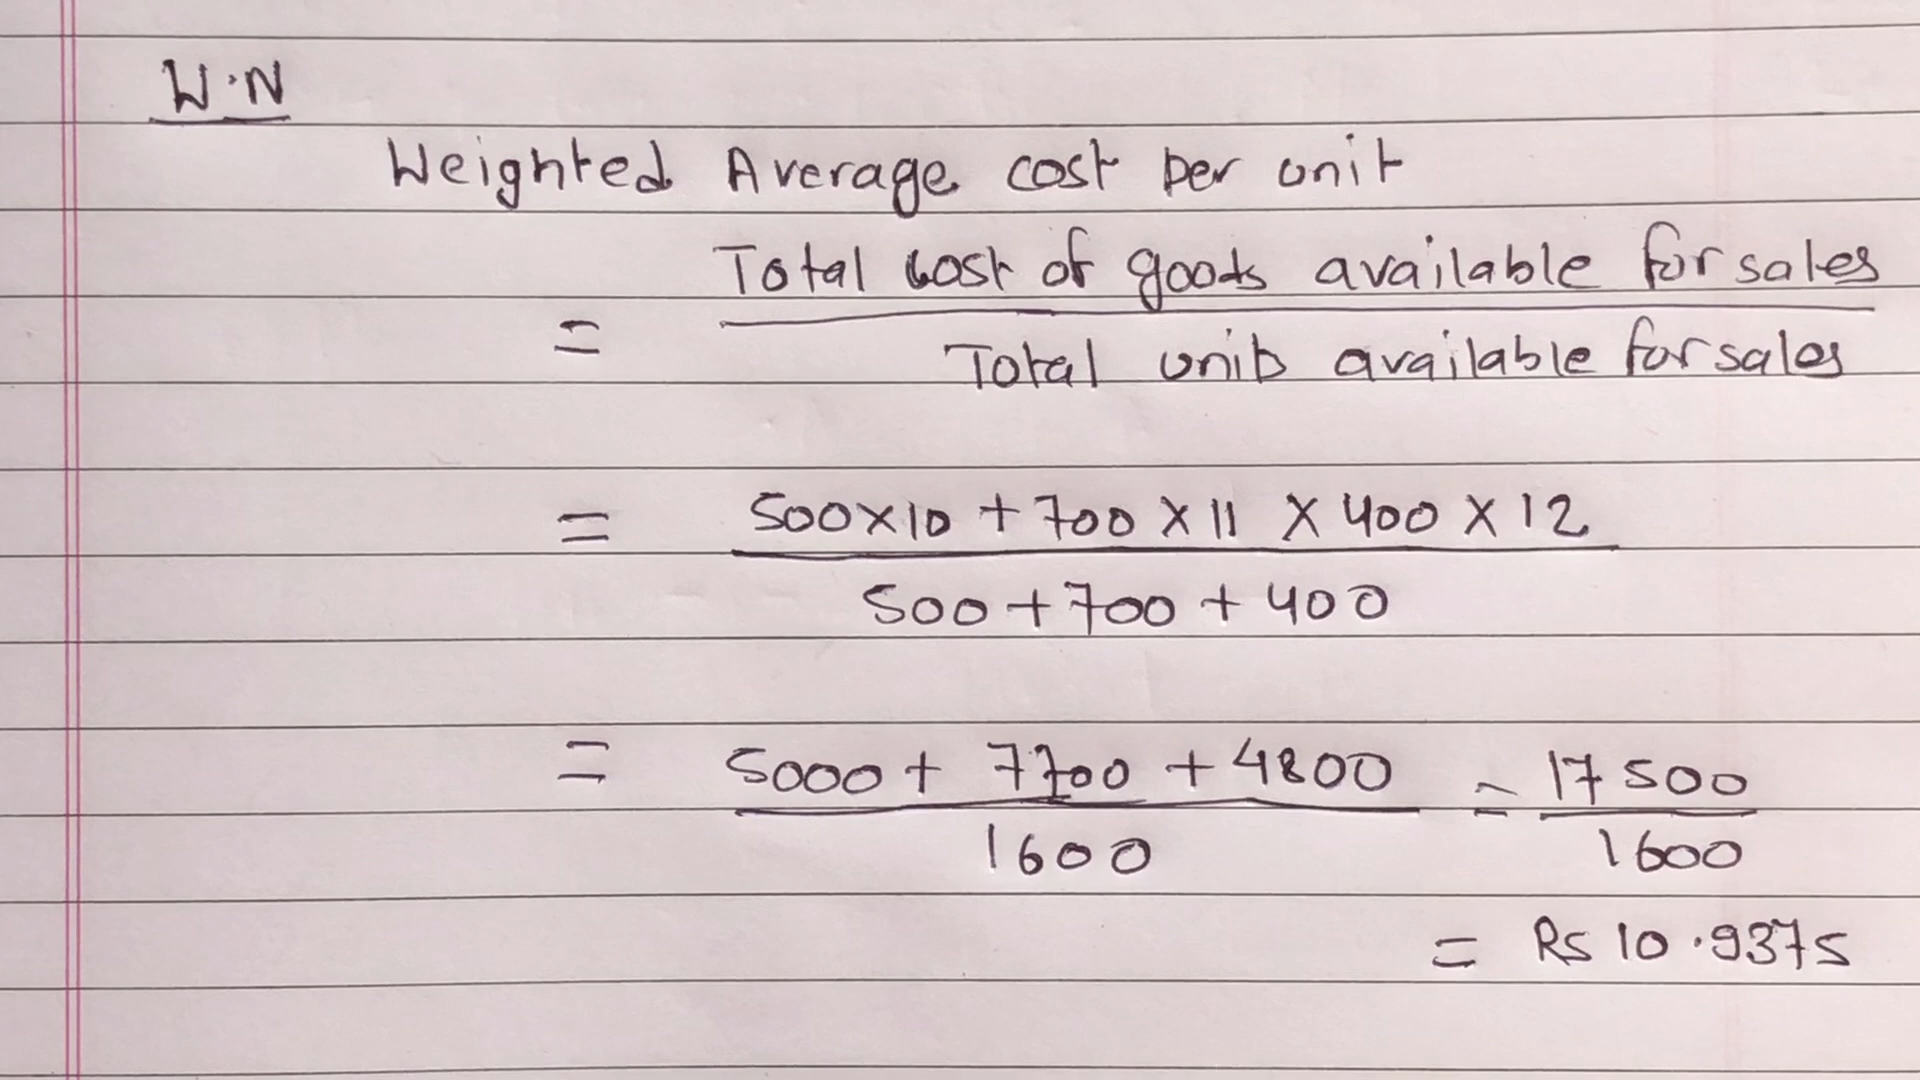 W.N
Weighted Average cost per unit
Total cost of goods available for sales
=
Total units available for sales
= 500×10 + 700 × 11 × 400 × 12
500 + 700 + 400
= 5000 + 7700 + 4800 = 17500
1600 1600
= Rs 10.9375